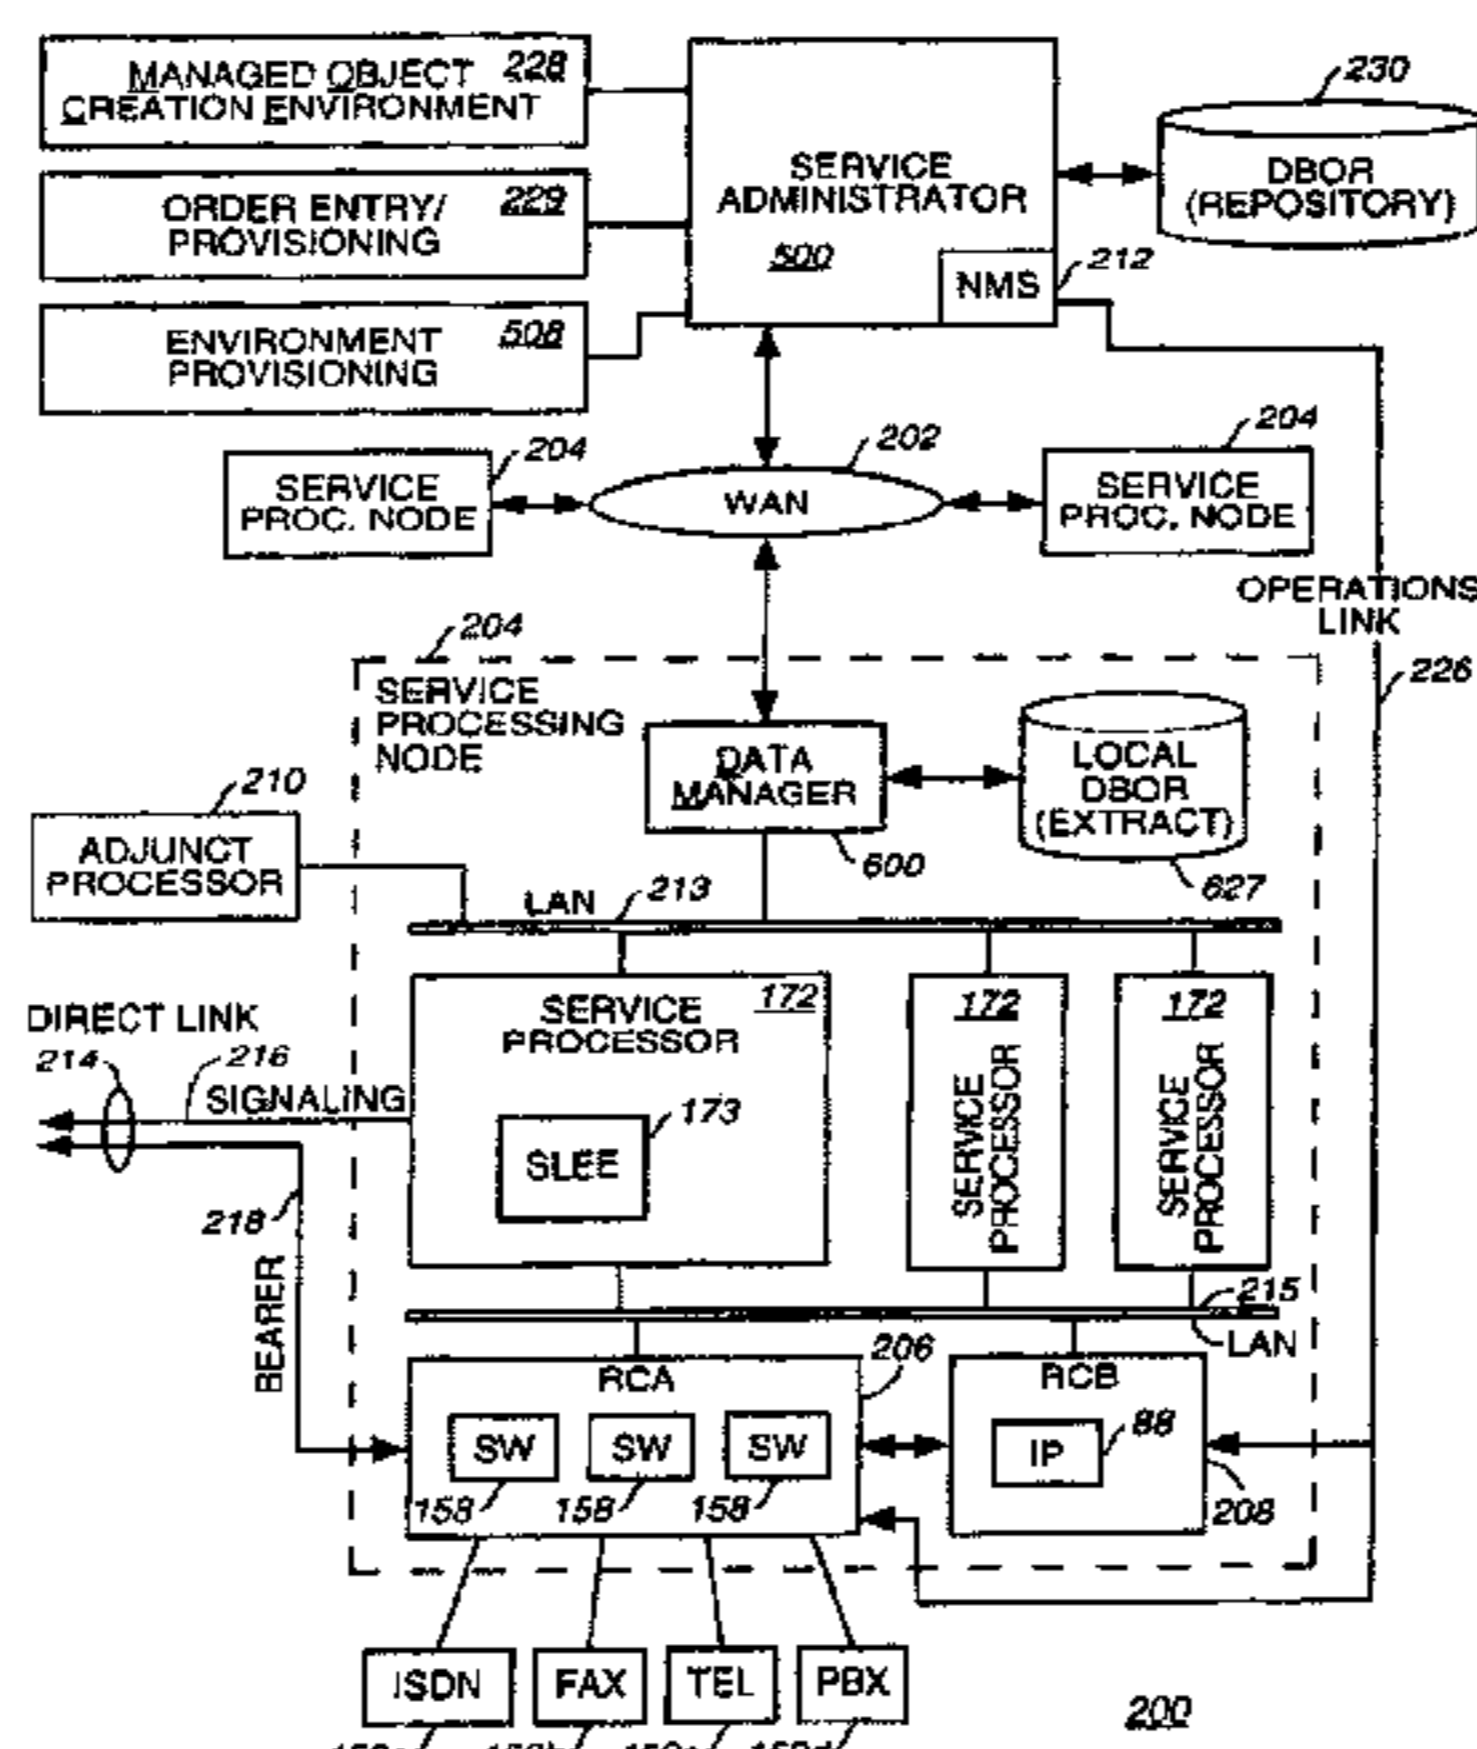 MANAGED OBJECT 228
CREATION ENVIRONMENT
ORDER ENTRY/ 229
PROVISIONING
ENVIRONMENT 508
PROVISIONING
SERVICE
ADMINISTRATOR
500
NMS
212
230
DBOR
(REPOSITORY)
204
SERVICE
PROC. NODE
202
WAN
204
SERVICE
PROC. NODE
OPERATIONS
LINK
226
204
SERVICE
PROCESSING
NODE
DATA
MANAGER
600
LOCAL
DBOR
(EXTRACT)
627
210
ADJUNCT
PROCESSOR
LAN 213
DIRECT LINK
214
216
SIGNALING
218
BEARER
172
SERVICE
PROCESSOR
173
SLEE
172
SERVICE
PROCESSOR
172
SERVICE
PROCESSOR
215
LAN
206
RCA
SW SW SW
158 158 158
RCB
IP
88
208
ISDN FAX TEL PBX
200